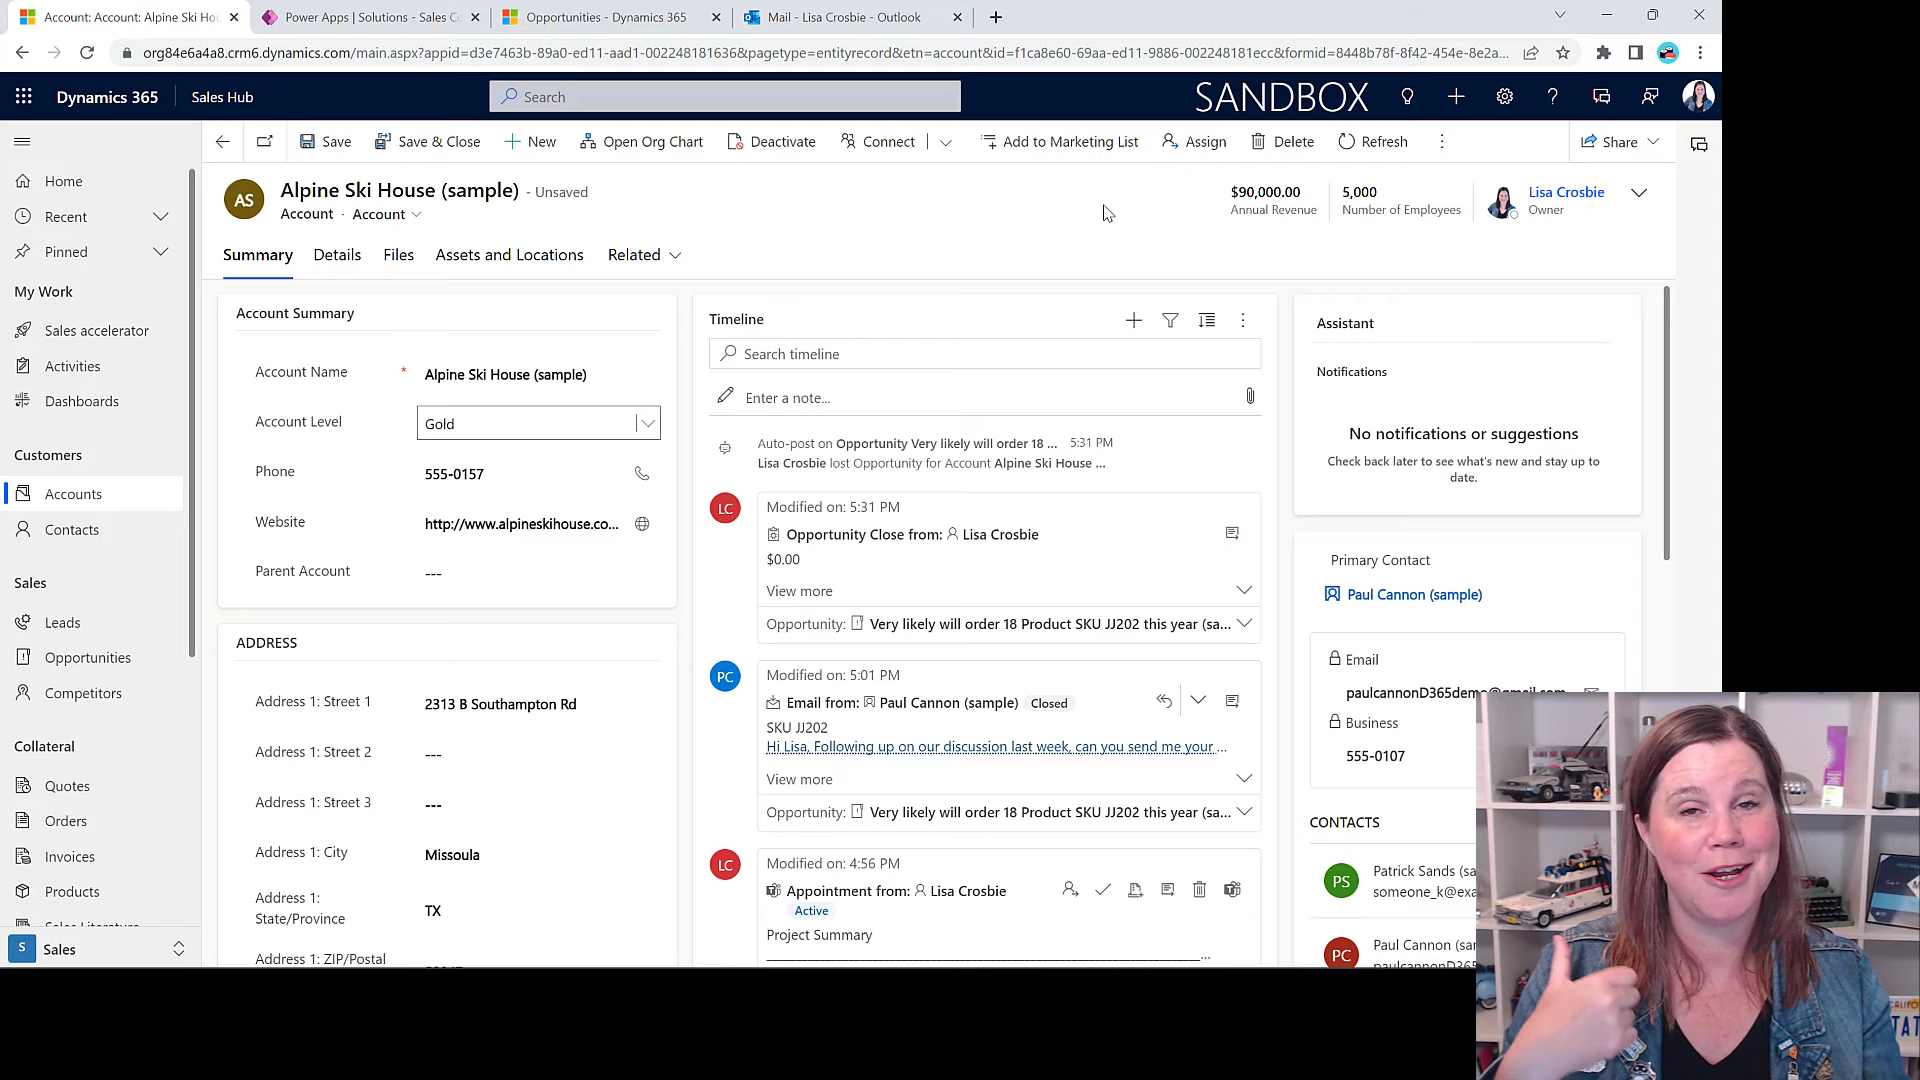 Account: Account: Alpine Ski Hou
Power Apps | Solutions - Sales Co
Opportunities - Dynamics 365
Mail - Lisa Crosbie - Outlook
org84e6a4a8.crm6.dynamics.com/main.aspx?appid=d3e7463b-89a0-ed11-aad1-002248181636&pagetype=entityrecord&etn=account&id=f1ca8e60-69aa-ed11-9886-002248181ecc&formid=8448b78f-8f42-454e-8e2a...
Dynamics 365
Sales Hub
Search
SANDBOX
Save
Save & Close
New
Open Org Chart
Deactivate
Connect
Add to Marketing List
Assign
Delete
Refresh
Share
Home
Recent
Pinned
My Work
Sales accelerator
Activities
Dashboards
Customers
Accounts
Contacts
Sales
Leads
Opportunities
Competitors
Collateral
Quotes
Orders
Invoices
Products
Sales Literature
S
Sales
AS
Alpine Ski House (sample) - Unsaved
Account · Account
$90,000.00
Annual Revenue
5,000
Number of Employees
Lisa Crosbie
Owner
Summary
Details
Files
Assets and Locations
Related
Account Summary
Account Name * Alpine Ski House (sample)
Account Level Gold
Phone 555-0157
Website http://www.alpineskihouse.co...
Parent Account ---
ADDRESS
Address 1: Street 1 2313 B Southampton Rd
Address 1: Street 2 ---
Address 1: Street 3 ---
Address 1: City Missoula
Address 1:
State/Province TX
Address 1: ZIP/Postal
Timeline
Search timeline
Enter a note...
Auto-post on Opportunity Very likely will order 18 ... 5:31 PM
Lisa Crosbie lost Opportunity for Account Alpine Ski House ...
LC
Modified on: 5:31 PM
Opportunity Close from: Lisa Crosbie
$0.00
View more
Opportunity: Very likely will order 18 Product SKU JJ202 this year (sa...
PC
Modified on: 5:01 PM
Email from: Paul Cannon (sample) Closed
SKU JJ202
Hi Lisa, Following up on our discussion last week, can you send me your ...
View more
Opportunity: Very likely will order 18 Product SKU JJ202 this year (sa...
LC
Modified on: 4:56 PM
Appointment from: Lisa Crosbie
Active
Project Summary
Assistant
Notifications
No notifications or suggestions
Check back later to see what's new and stay up to
date.
Primary Contact
Paul Cannon (sample)
Email
paulcannonD365demo@gmail.com
Business
555-0107
CONTACTS
PS
Patrick Sands (sa
someone_k@exa
PC
Paul Cannon (sar
paulcannonD365